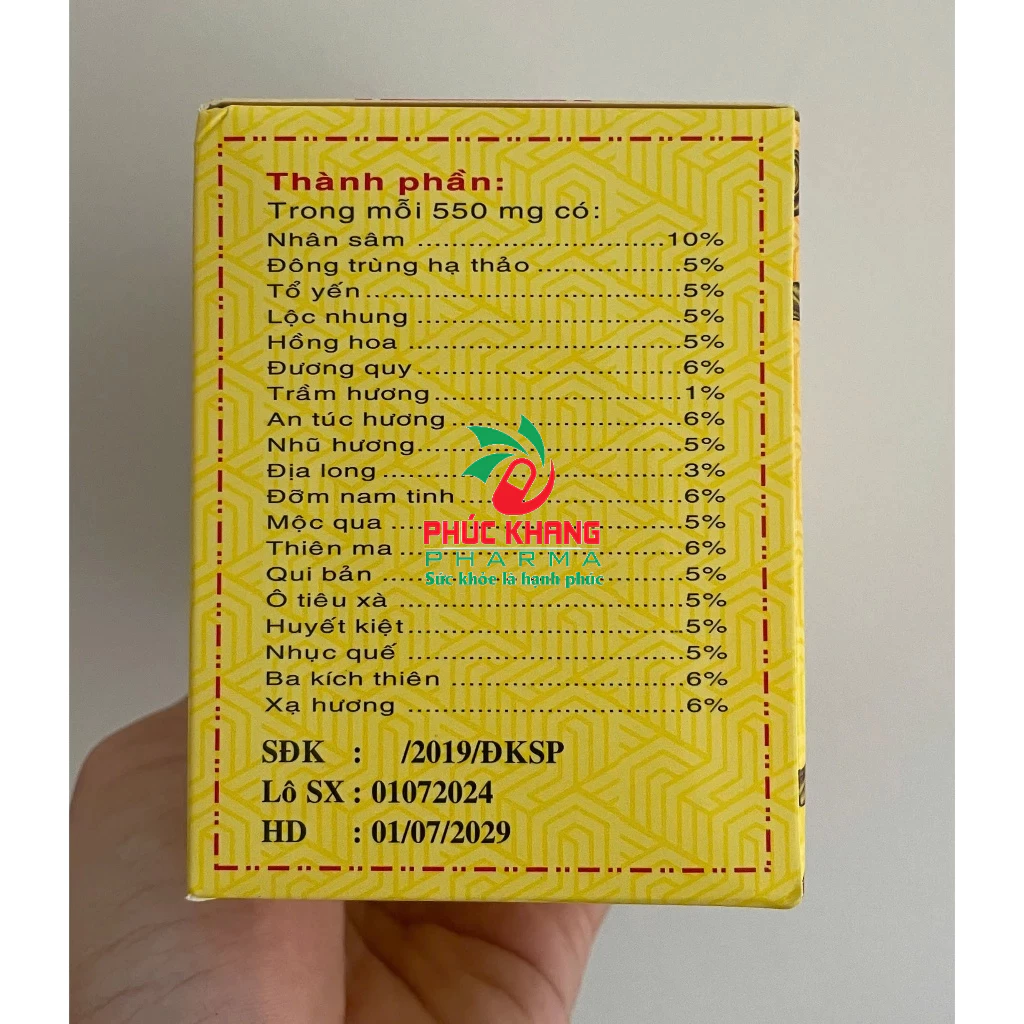 Thành phần:
Trong mỗi 550 mg có:
Nhân sâm ........................10%
Đông trùng hạ thảo ..............5%
Tổ yến...............................5%
Lộc nhung ..........................5%
Hồng hoa ...........................5%
Đương quy..........................6%
Trầm hương........................1%
An túc hương ......................6%
Nhũ hương..........................5%
Địa long ..............................3%
Đỡm nam tinh .....................6%
Mộc qua .............................5%
Thiên ma ............................6%
Qui bản ..............................5%
Ô tiêu xà .............................5%
Huyết kiệt...........................5%
Nhục quế ...........................5%
Ba kích thiên ......................6%
Xạ hương ...........................6%
PHÚC KHANG
PHARMA
Sức khỏe là hạnh phúc
SĐK : /2019/ĐKSP
Lô SX : 01072024
HD : 01/07/2029